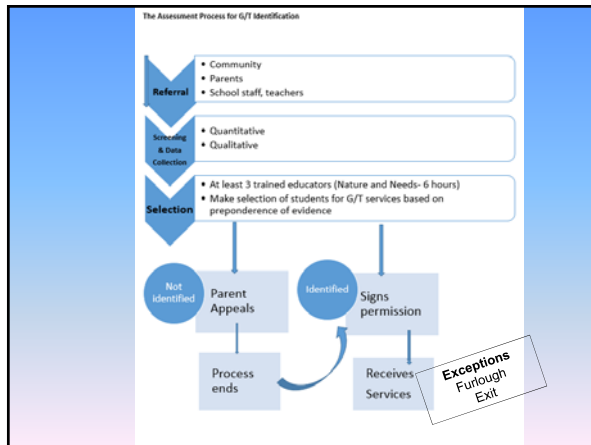 The Assessment Process for G/T Identification
Referral
• Community
• Parents
• School staff, teachers
Screening
& Data
Collection
• Quantitative
• Qualitative
Selection
• At least 3 trained educators (Nature and Needs- 6 hours)
• Make selection of students for G/T services based on
preponderence of evidence
Not
identified
Parent
Appeals
Identified
Signs
permission
Process
ends
Receives
Services
Exceptions
Furlough
Exit